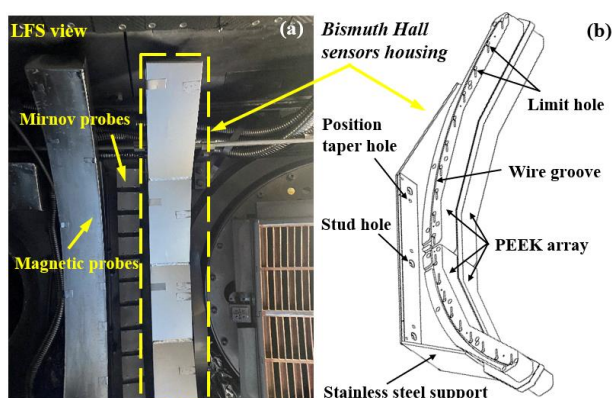 LFS view
(a)
Mirnov probes
Magnetic probes
Bismuth Hall
sensors housing
(b)
Limit hole
Position
taper hole
Wire groove
Stud hole
PEEK array
Stainless steel support